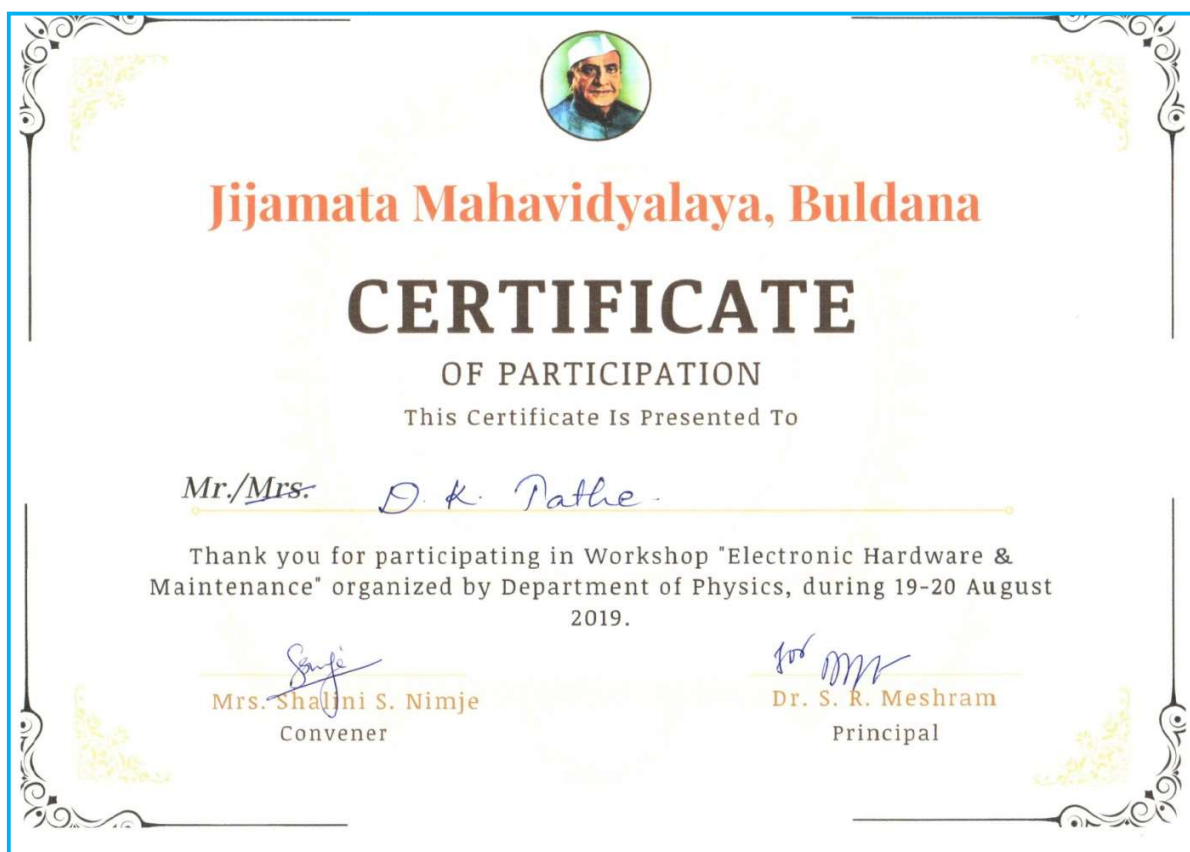 Jijamata Mahavidyalaya, Buldana
CERTIFICATE
OF PARTICIPATION
This Certificate Is Presented To
Mr./Mrs. D. K. Pathe.
Thank you for participating in Workshop "Electronic Hardware &
Maintenance" organized by Department of Physics, during 19-20 August
2019.
for
Mrs. Shalini S. Nimje
Dr. S. R. Meshram
Convener
Principal